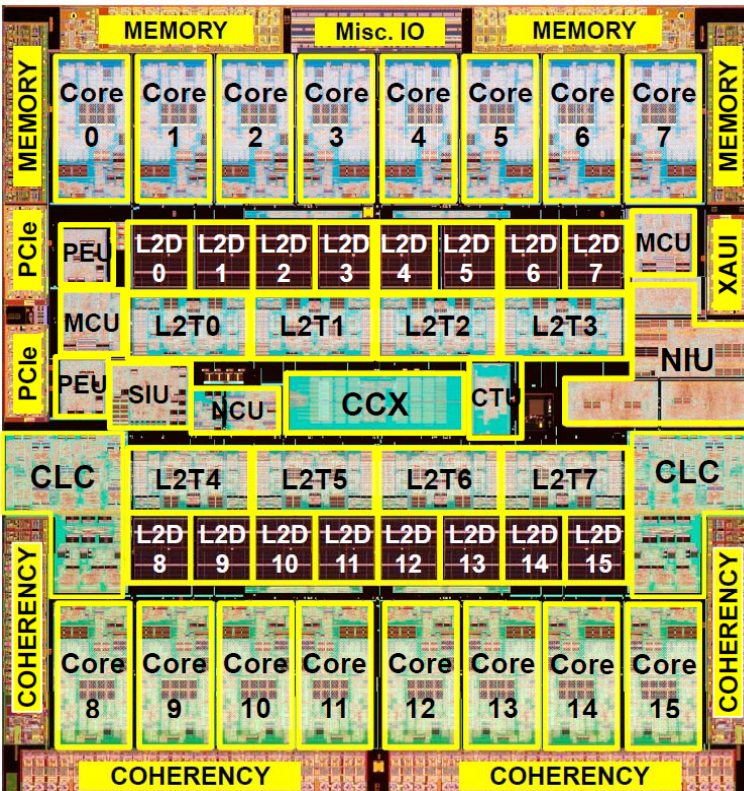 MEMORY
Misc. IO
MEMORY
MEMORY
MEMORY
Core 0
Core 1
Core 2
Core 3
Core 4
Core 5
Core 6
Core 7
PCIe
PEU
L2D 0
L2D 1
L2D 2
L2D 3
L2D 4
L2D 5
L2D 6
L2D 7
MCU
XAUI
MCU
L2T0
L2T1
L2T2
L2T3
PCIe
PEU
SIU
NCU
CCX
CTU
NIU
CLC
L2T4
L2T5
L2T6
L2T7
CLC
L2D 8
L2D 9
L2D 10
L2D 11
L2D 12
L2D 13
L2D 14
L2D 15
COHERENCY
COHERENCY
Core 8
Core 9
Core 10
Core 11
Core 12
Core 13
Core 14
Core 15
COHERENCY
COHERENCY